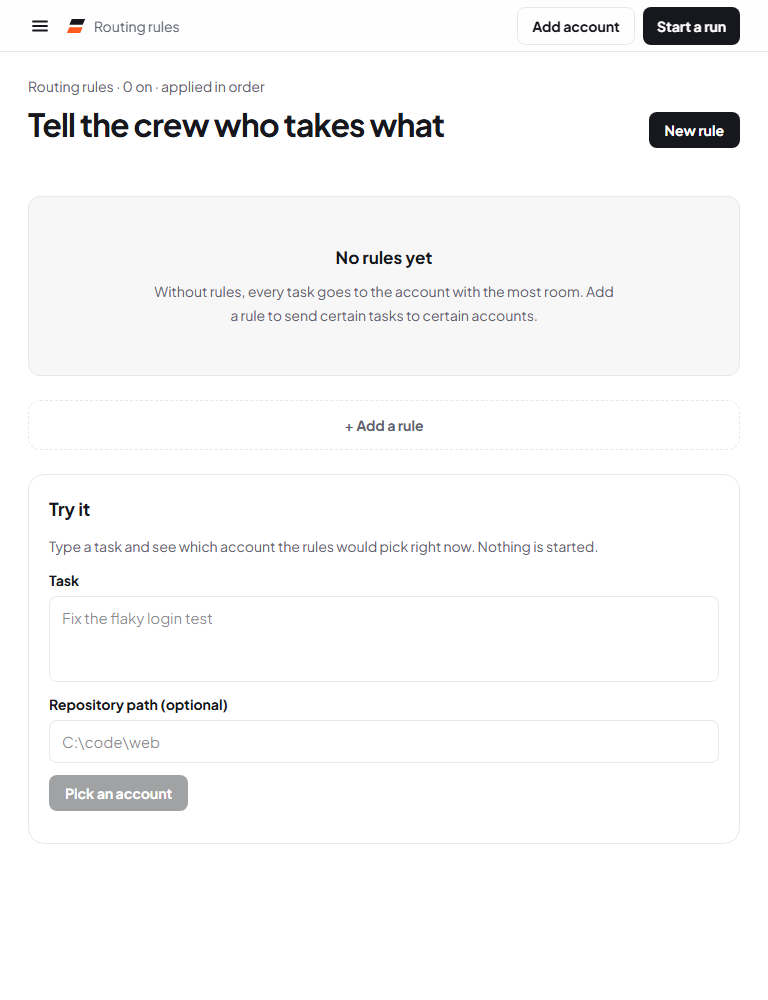 Routing rules
Add account
Start a run
Routing rules · 0 on · applied in order
Tell the crew who takes what
New rule
No rules yet
Without rules, every task goes to the account with the most room. Add
a rule to send certain tasks to certain accounts.
+ Add a rule
Try it
Type a task and see which account the rules would pick right now. Nothing is started.
Task
Fix the flaky login test
Repository path (optional)
C:\code\web
Pick an account